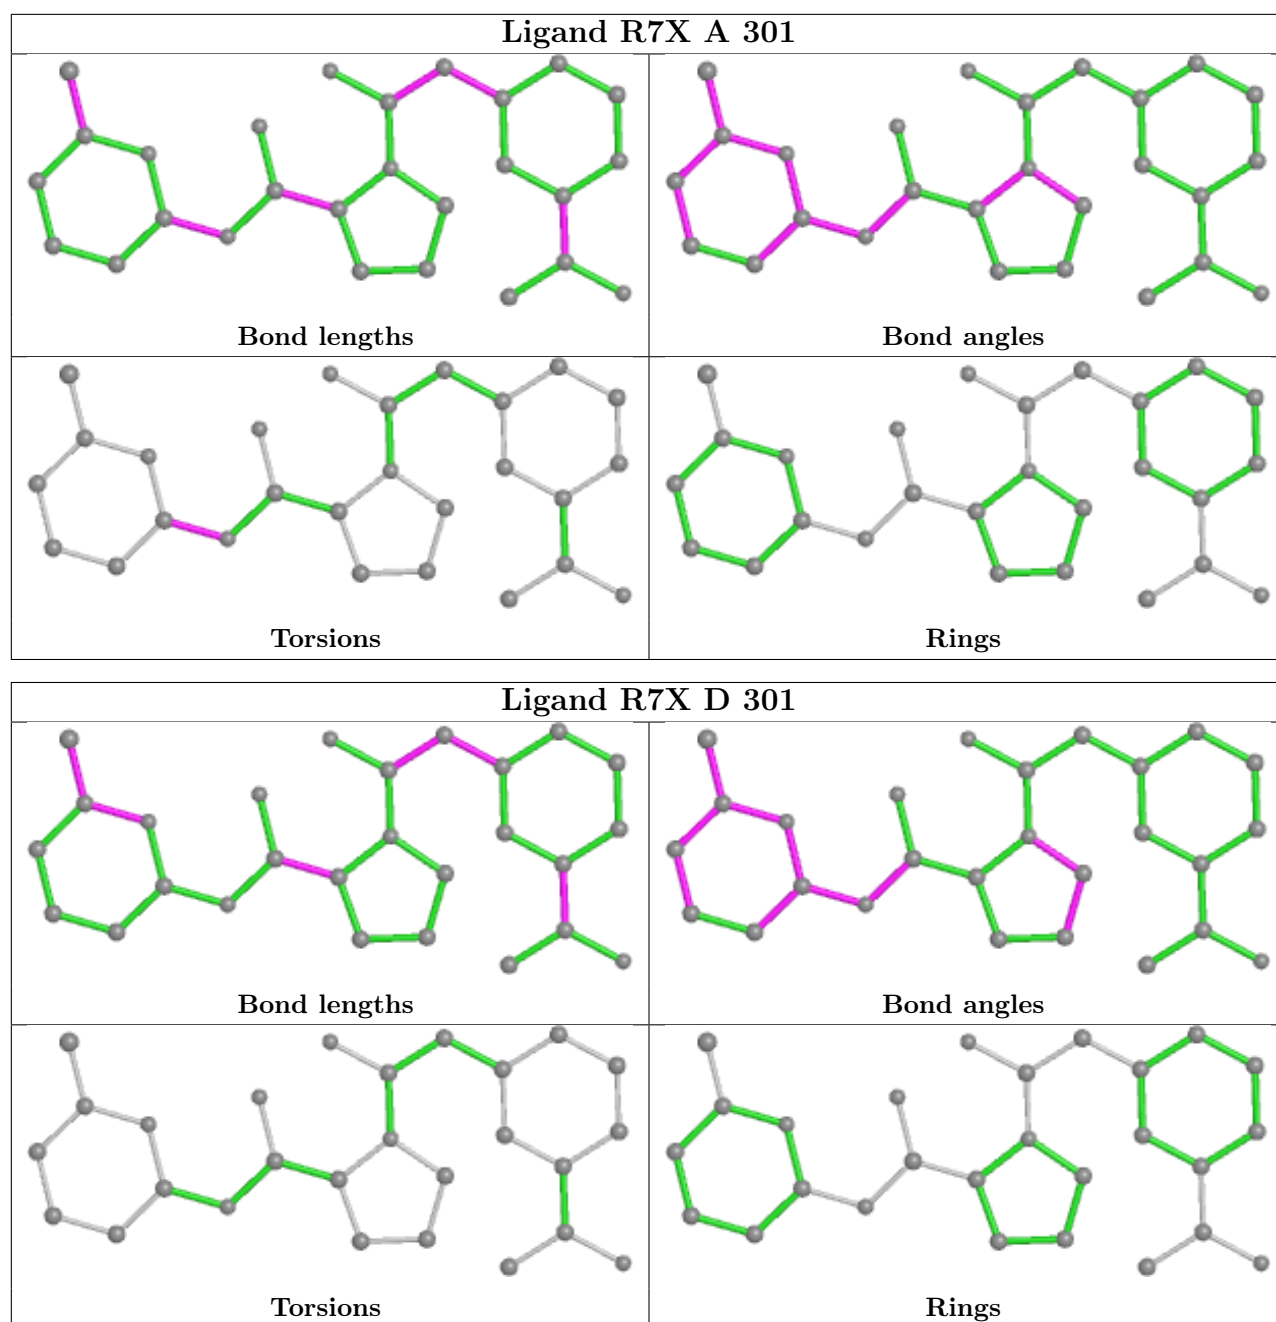 Ligand R7X A 301
Bond lengths
Bond angles
Torsions
Rings
Ligand R7X D 301
Bond lengths
Bond angles
Torsions
Rings